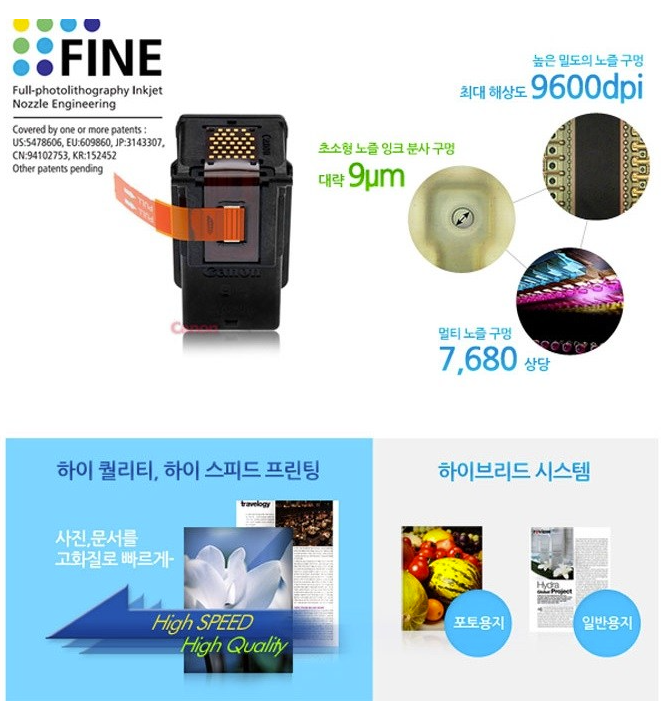 FINE
Full-photolithography Inkjet
Nozzle Engineering
Covered by one or more patents :
US:5478606, EU:609860, JP:3143307,
CN:94102753, KR:152452
Other patents pending
높은 밀도의 노즐 구멍
최대 해상도 9600dpi
초소형 노즐 잉크 분사 구멍
대략 9µm
Canon
PULL
PULL
Canon
Canon
멀티 노즐 구멍
7,680 상당
하이 퀄리티, 하이 스피드 프린팅
사진,문서를
고화질로 빠르게-
travelogy
High SPEED
High Quality
하이브리드 시스템
포토용지
Hydra
Global Project
일반용지